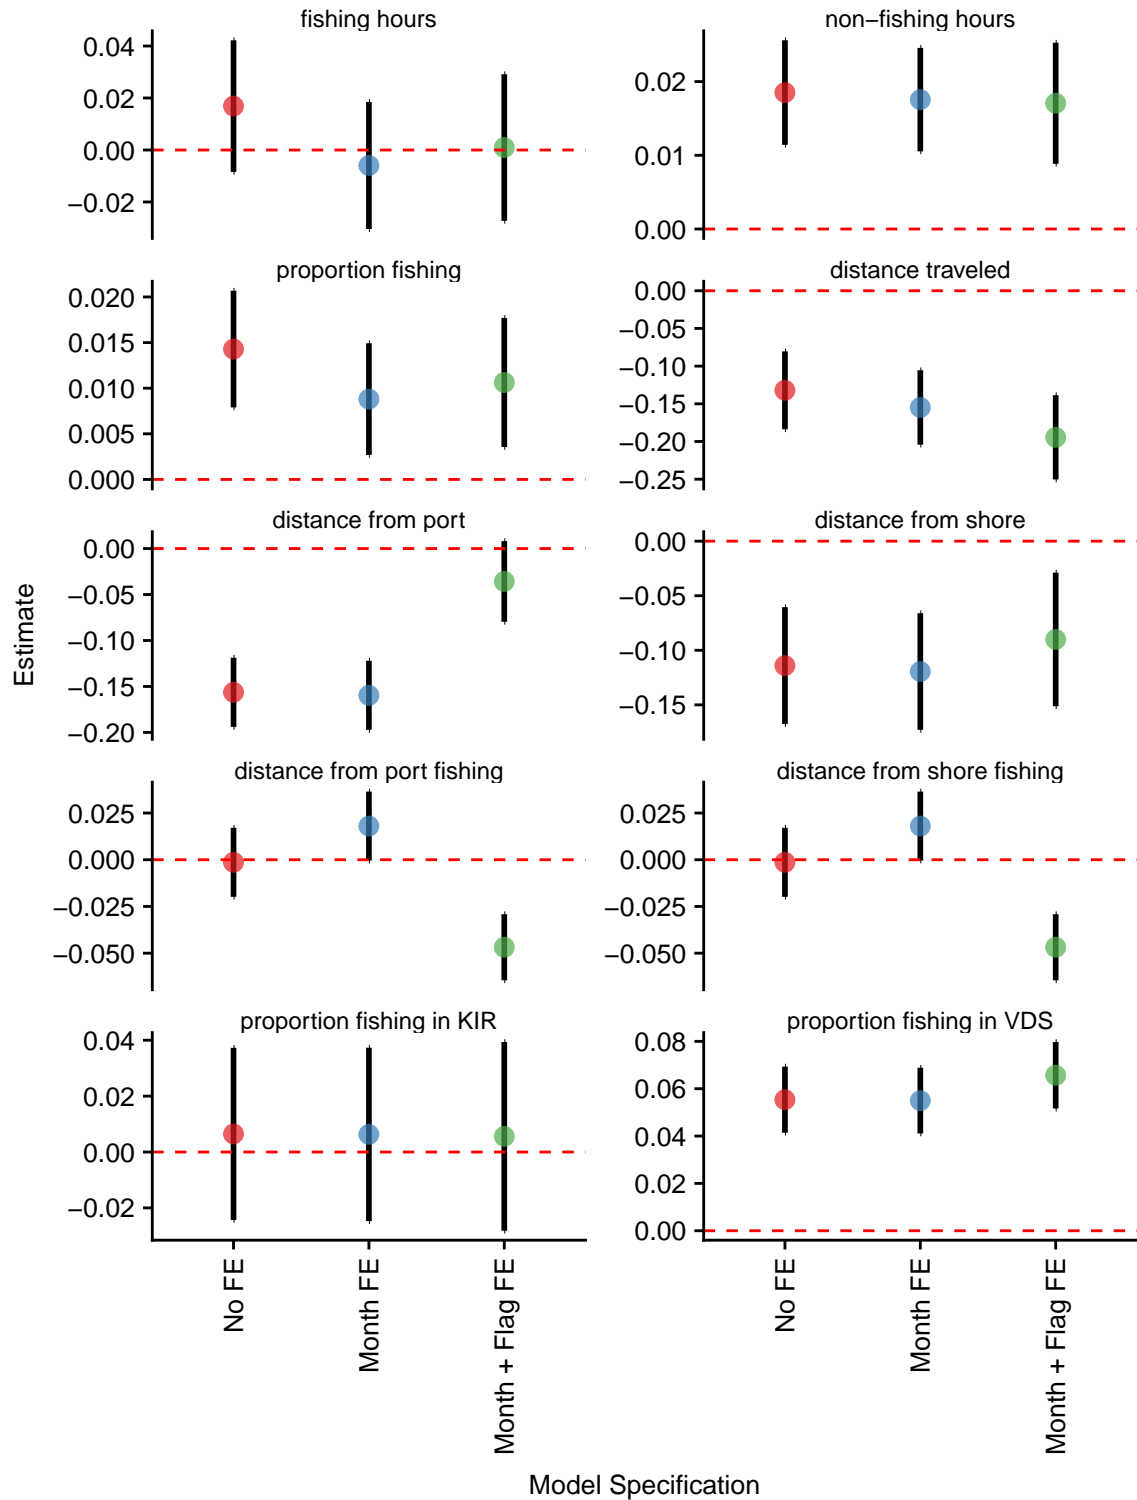 fishing hours
0.04
0.02
0.00
−0.02
non−fishing hours
0.02
0.01
0.00
proportion fishing
0.020
0.015
0.010
0.005
0.000
distance traveled
0.00
−0.05
−0.10
−0.15
−0.20
−0.25
distance from port
0.00
−0.05
−0.10
−0.15
−0.20
distance from shore
0.00
−0.05
−0.10
−0.15
distance from port fishing
0.025
0.000
−0.025
−0.050
distance from shore fishing
0.025
0.000
−0.025
−0.050
proportion fishing in KIR
0.04
0.02
0.00
−0.02
proportion fishing in VDS
0.08
0.06
0.04
0.02
0.00
Estimate
No FE
Month FE
Month + Flag FE
No FE
Month FE
Month + Flag FE
Model Specification